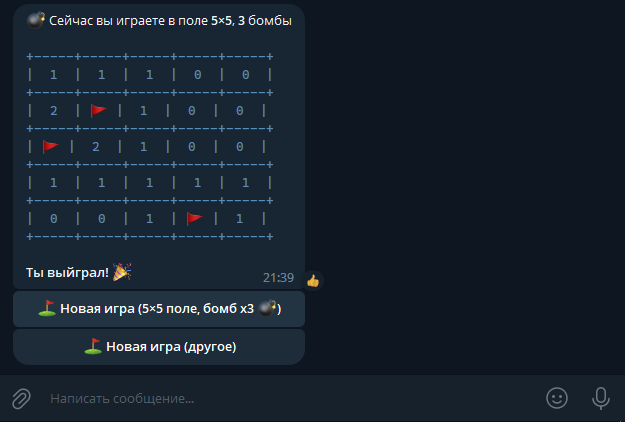 💣 Сейчас вы играете в поле 5×5, 3 бомбы
+-----+-----+-----+-----+-----+
|  1  |  1  |  1  |  0  |  0  |
+-----+-----+-----+-----+-----+
|  2  | 🚩 |  1  |  0  |  0  |
+-----+-----+-----+-----+-----+
| 🚩 |  2  |  1  |  0  |  0  |
+-----+-----+-----+-----+-----+
|  1  |  1  |  1  |  1  |  1  |
+-----+-----+-----+-----+-----+
|  0  |  0  |  1  | 🚩 |  1  |
+-----+-----+-----+-----+-----+
Ты выйграл! 🎉
21:39 👍
⛳ Новая игра (5×5 поле, бомб x3 💣)
⛳ Новая игра (другое)
Написать сообщение...